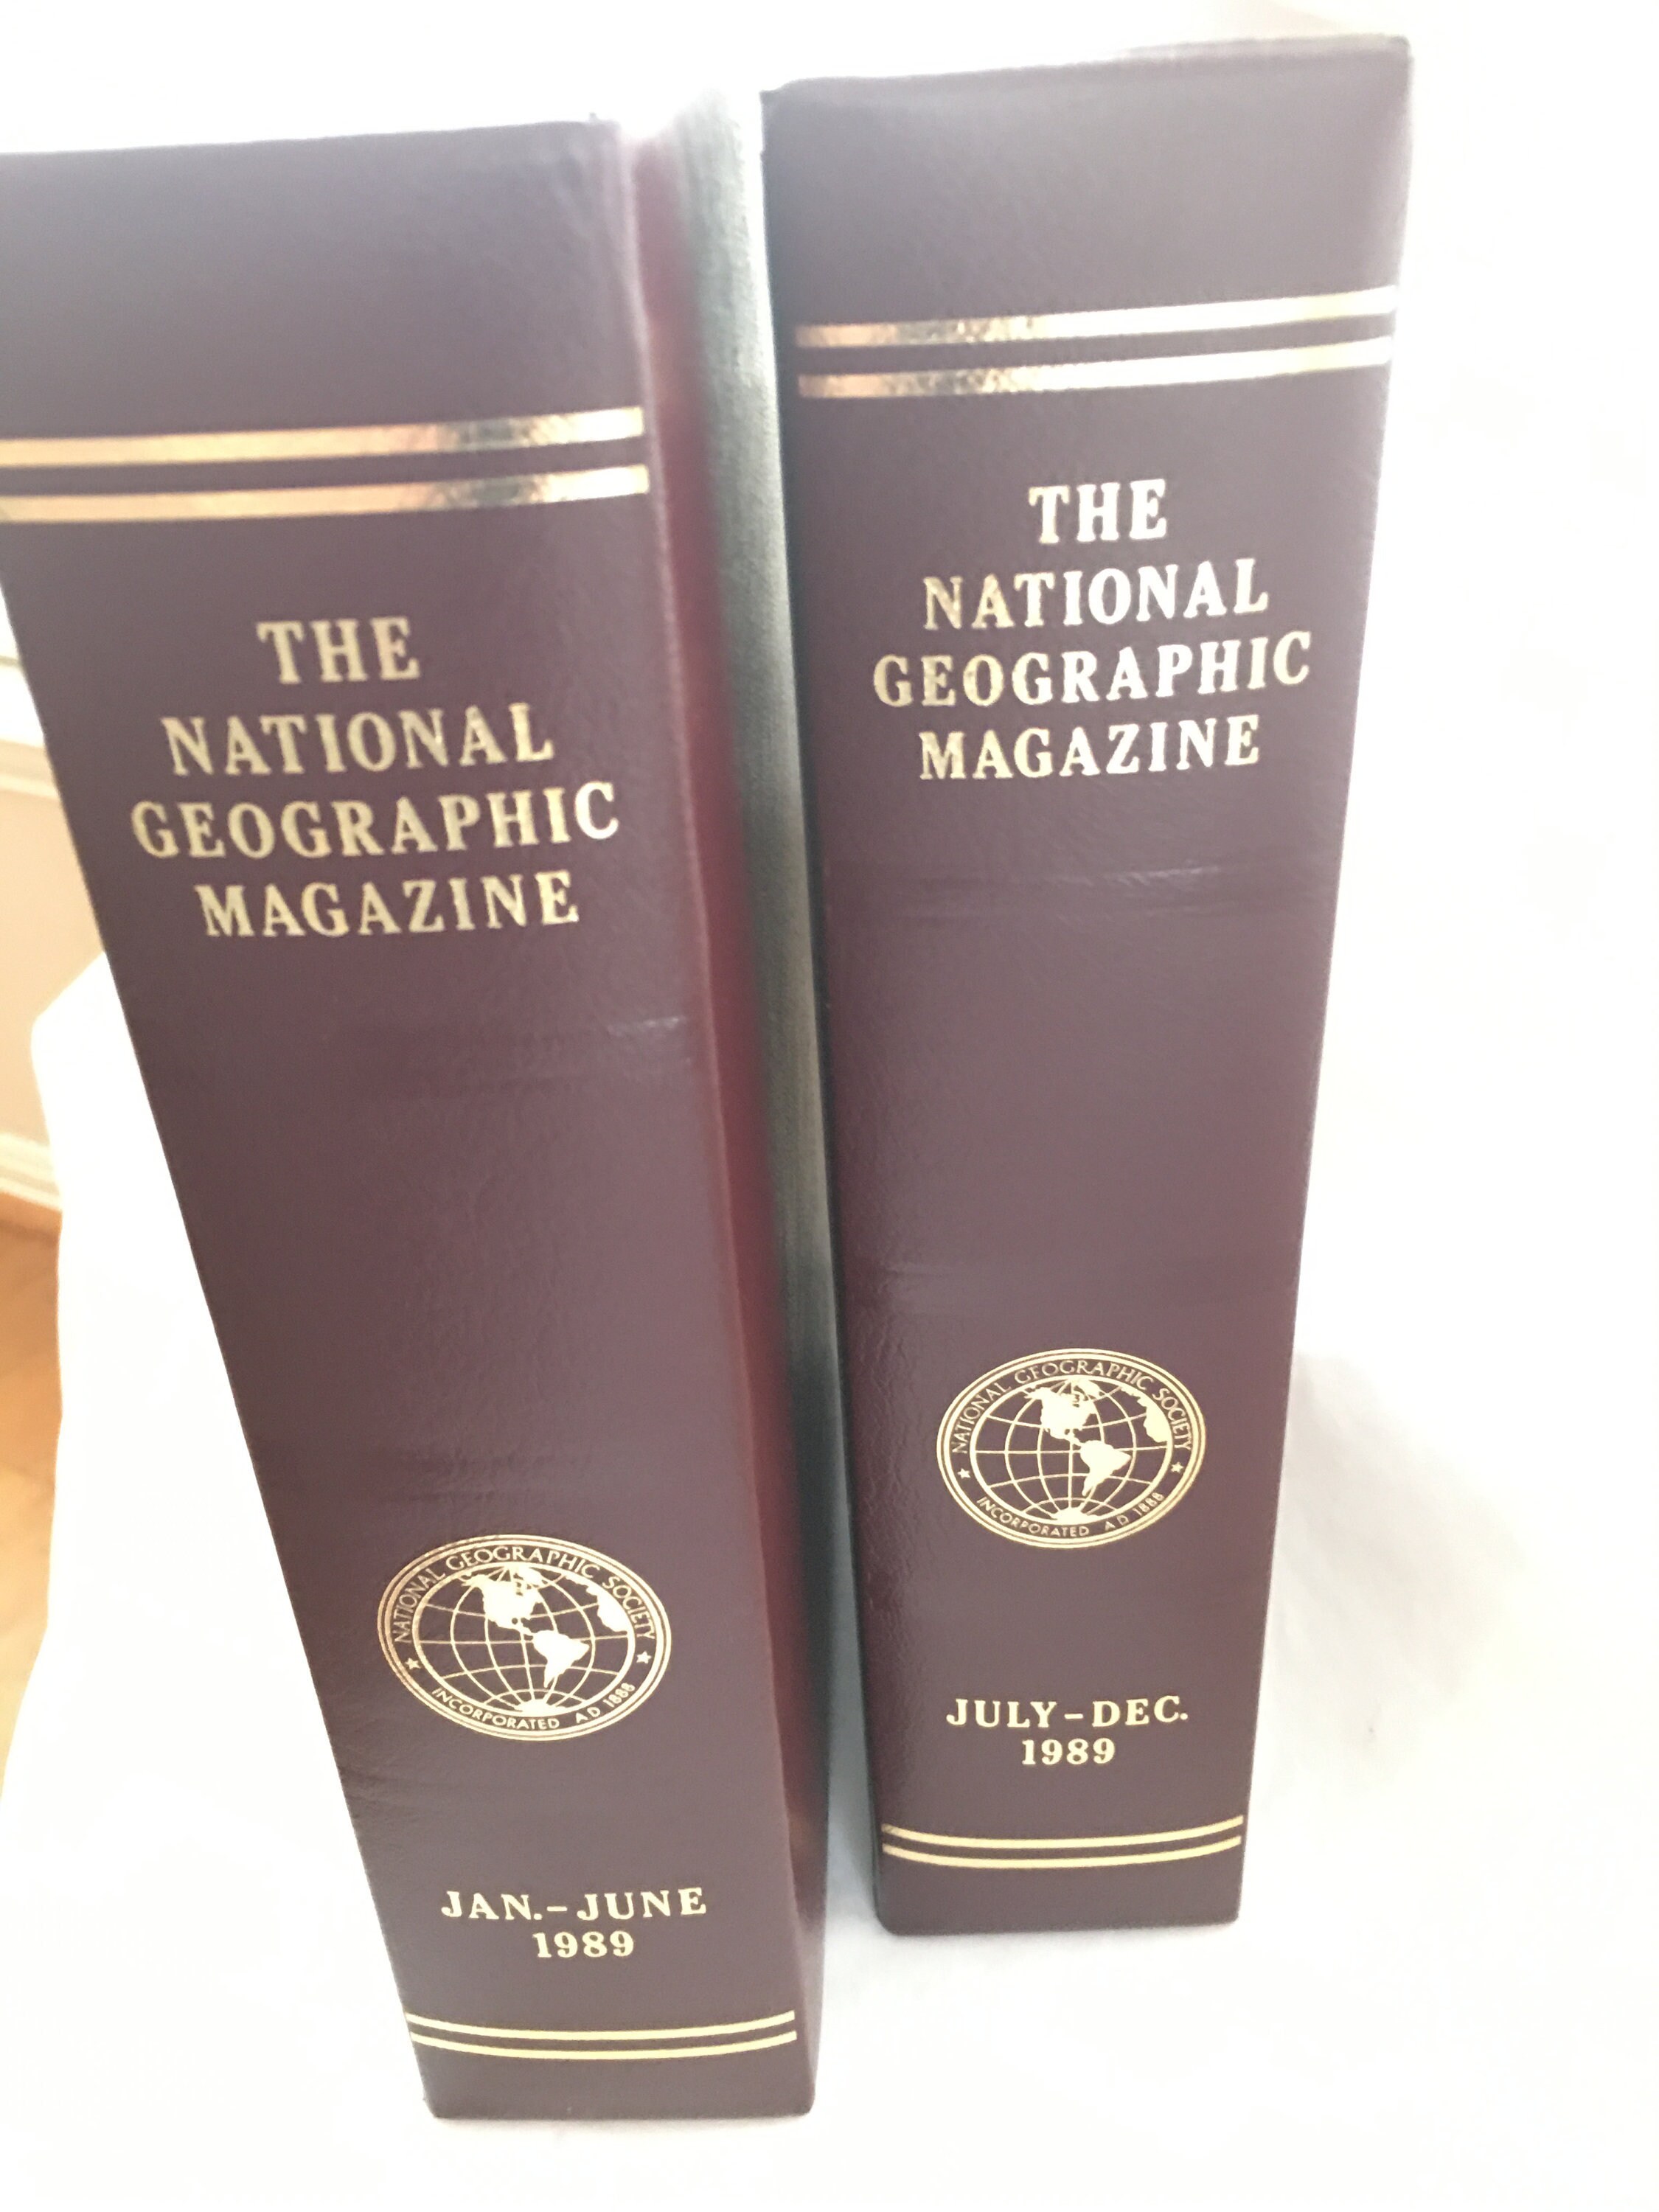 THE
NATIONAL
GEOGRAPHIC
MAGAZINE
NATIONAL GEOGRAPHIC SOCIETY
INCORPORATED A D 1888
JAN.-JUNE
1989
THE
NATIONAL
GEOGRAPHIC
MAGAZINE
NATIONAL GEOGRAPHIC SOCIETY
INCORPORATED A D 1888
JULY-DEC.
1989